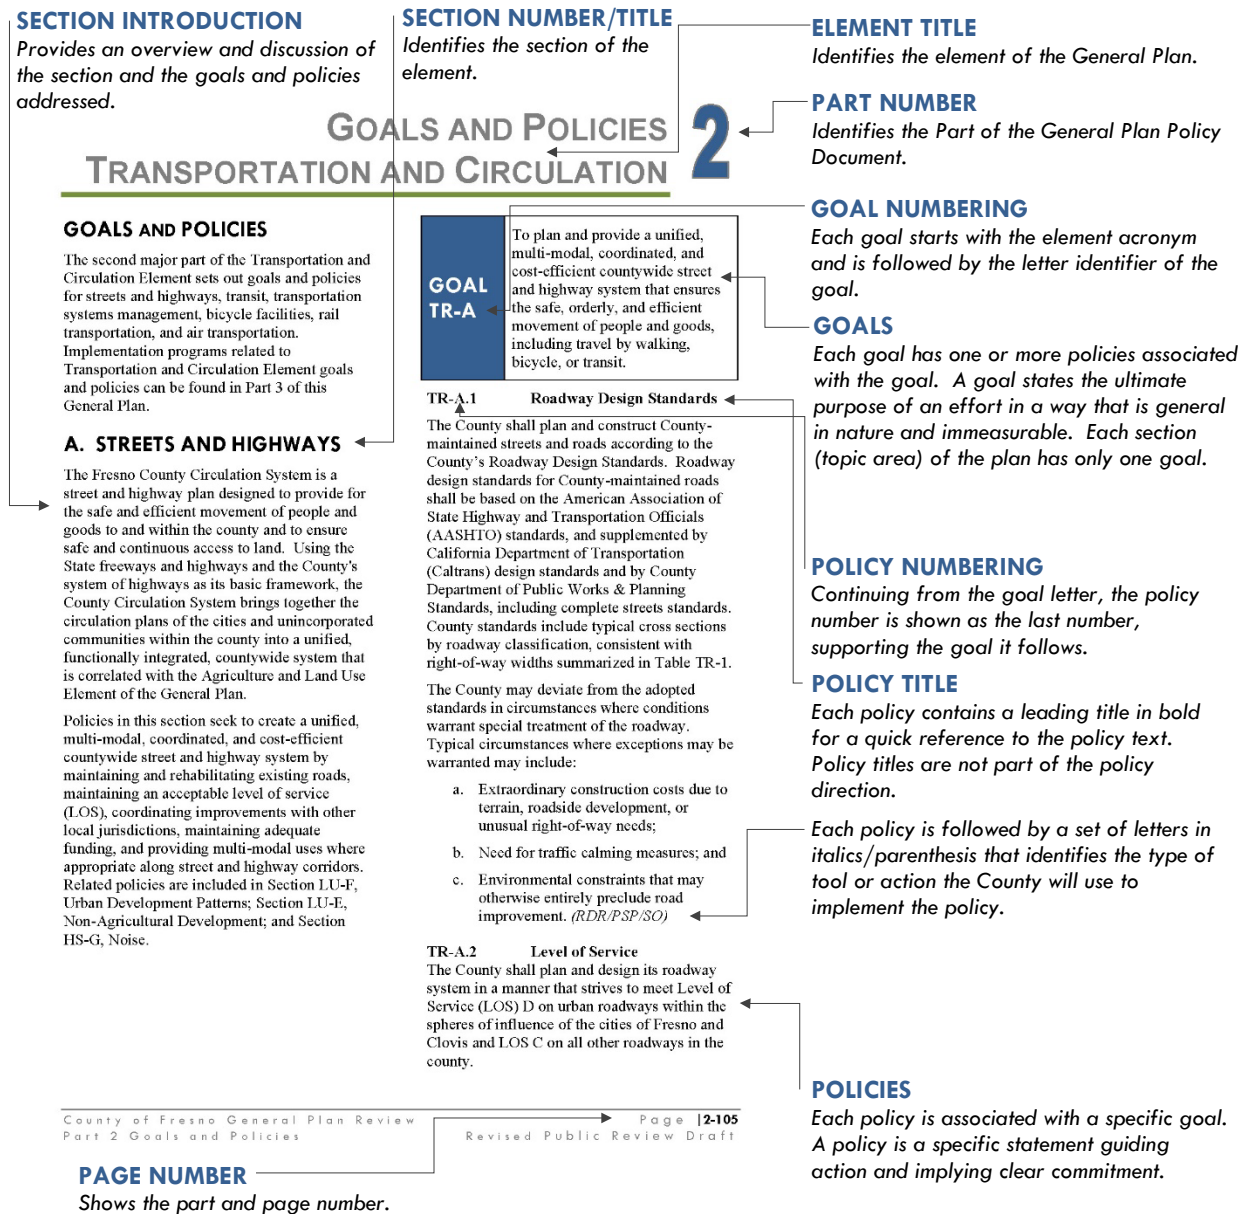 SECTION INTRODUCTION
Provides an overview and discussion of
the section and the goals and policies
addressed.
SECTION NUMBER/TITLE
Identifies the section of the
element.
ELEMENT TITLE
Identifies the element of the General Plan.
PART NUMBER
Identifies the Part of the General Plan Policy
Document.
GOALS AND POLICIES
TRANSPORTATION AND CIRCULATION
2
GOALS AND POLICIES
The second major part of the Transportation and
Circulation Element sets out goals and policies
for streets and highways, transit, transportation
systems management, bicycle facilities, rail
transportation, and air transportation.
Implementation programs related to
Transportation and Circulation Element goals
and policies can be found in Part 3 of this
General Plan.
A. STREETS AND HIGHWAYS
The Fresno County Circulation System is a
street and highway plan designed to provide for
the safe and efficient movement of people and
goods to and within the county and to ensure
safe and continuous access to land. Using the
State freeways and highways and the County's
system of highways as its basic framework, the
County Circulation System brings together the
circulation plans of the cities and unincorporated
communities within the county into a unified,
functionally integrated, countywide system that
is correlated with the Agriculture and Land Use
Element of the General Plan.
Policies in this section seek to create a unified,
multi-modal, coordinated, and cost-efficient
countywide street and highway system by
maintaining and rehabilitating existing roads,
maintaining an acceptable level of service
(LOS), coordinating improvements with other
local jurisdictions, maintaining adequate
funding, and providing multi-modal uses where
appropriate along street and highway corridors.
Related policies are included in Section LU-F,
Urban Development Patterns; Section LU-E,
Non-Agricultural Development; and Section
HS-G, Noise.
GOAL
TR-A
To plan and provide a unified,
multi-modal, coordinated, and
cost-efficient countywide street
and highway system that ensures
the safe, orderly, and efficient
movement of people and goods,
including travel by walking,
bicycle, or transit.
TR-A.1 Roadway Design Standards
The County shall plan and construct County-
maintained streets and roads according to the
County's Roadway Design Standards. Roadway
design standards for County-maintained roads
shall be based on the American Association of
State Highway and Transportation Officials
(AASHTO) standards, and supplemented by
California Department of Transportation
(Caltrans) design standards and by County
Department of Public Works & Planning
Standards, including complete streets standards.
County standards include typical cross sections
by roadway classification, consistent with
right-of-way widths summarized in Table TR-1.
The County may deviate from the adopted
standards in circumstances where conditions
warrant special treatment of the roadway.
Typical circumstances where exceptions may be
warranted may include:
a. Extraordinary construction costs due to
terrain, roadside development, or
unusual right-of-way needs;
b. Need for traffic calming measures; and
c. Environmental constraints that may
otherwise entirely preclude road
improvement. (RDR/PSP/SO)
TR-A.2 Level of Service
The County shall plan and design its roadway
system in a manner that strives to meet Level of
Service (LOS) D on urban roadways within the
spheres of influence of the cities of Fresno and
Clovis and LOS C on all other roadways in the
county.
GOAL NUMBERING
Each goal starts with the element acronym
and is followed by the letter identifier of the
goal.
GOALS
Each goal has one or more policies associated
with the goal. A goal states the ultimate
purpose of an effort in a way that is general
in nature and immeasurable. Each section
(topic area) of the plan has only one goal.
POLICY NUMBERING
Continuing from the goal letter, the policy
number is shown as the last number,
supporting the goal it follows.
POLICY TITLE
Each policy contains a leading title in bold
for a quick reference to the policy text.
Policy titles are not part of the policy
direction.
Each policy is followed by a set of letters in
italics/parenthesis that identifies the type of
tool or action the County will use to
implement the policy.
POLICIES
Each policy is associated with a specific goal.
A policy is a specific statement guiding
action and implying clear commitment.
County of Fresno General Plan Review
Part 2 Goals and Policies
Page |2-105
Revised Public Review Draft
PAGE NUMBER
Shows the part and page number.